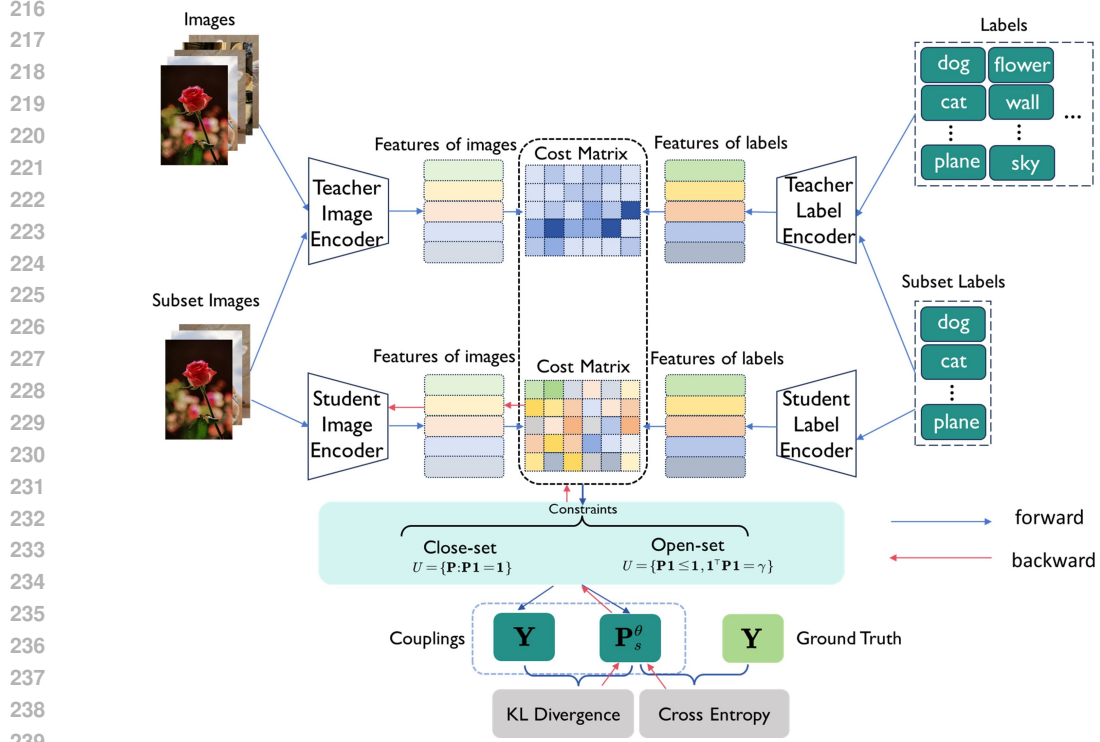 216
217
218
219
220
221
222
223
224
225
226
227
228
229
230
231
232
233
234
235
236
237
238
239
Images
Labels
dog flower
cat wall
...
plane sky
Features of images
Cost Matrix
Features of labels
Teacher
Image
Encoder
Teacher
Label
Encoder
Subset Images
Subset Labels
dog
cat
plane
Features of images
Cost Matrix
Features of labels
Student
Image
Encoder
Student
Label
Encoder
Constraints
Close-set
U = {P:P1 = 1}
Open-set
U = {P1 ≤ 1, 1⊤P1 = γ}
forward
backward
Couplings
Y
P_s^θ
Y
Ground Truth
KL Divergence
Cross Entropy